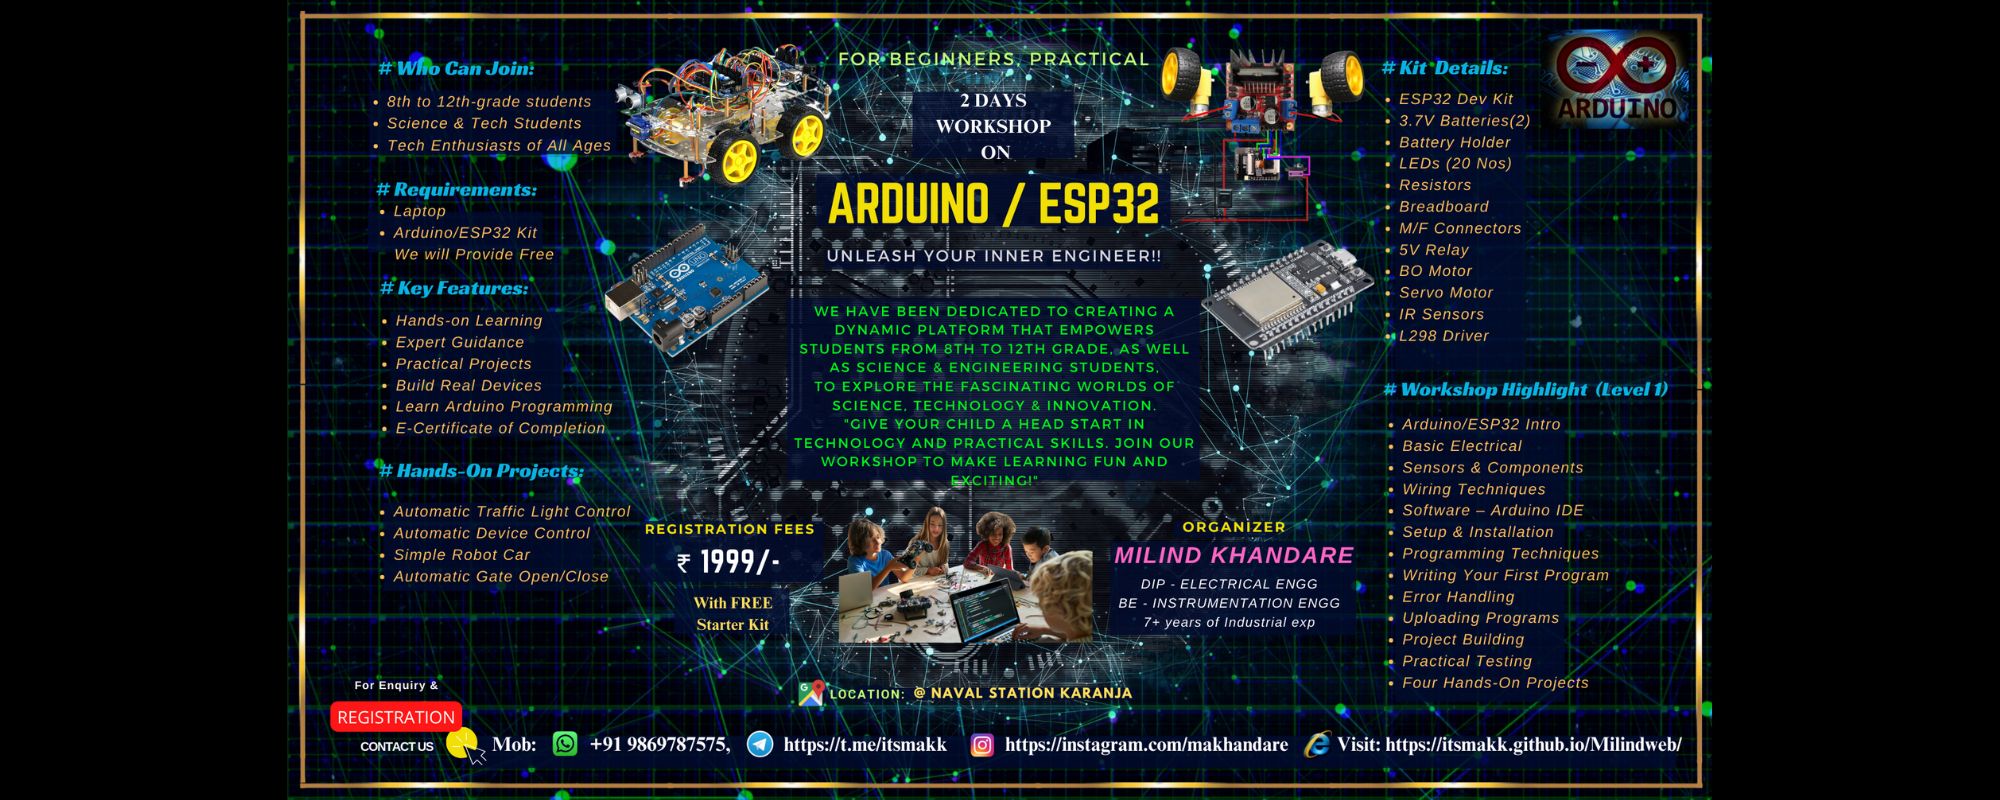 # Who Can Join:
8th to 12th-grade students
Science & Tech Students
Tech Enthusiasts of All Ages
# Requirements:
Laptop
Arduino/ESP32 Kit
We will Provide Free
# Key Features:
Hands-on Learning
Expert Guidance
Practical Projects
Build Real Devices
Learn Arduino Programming
E-Certificate of Completion
# Hands-On Projects:
Automatic Traffic Light Control
Automatic Device Control
Simple Robot Car
Automatic Gate Open/Close
FOR BEGINNERS, PRACTICAL
2 DAYS
WORKSHOP
ON
ARDUINO / ESP32
UNLEASH YOUR INNER ENGINEER!!
WE HAVE BEEN DEDICATED TO CREATING A
DYNAMIC PLATFORM THAT EMPOWERS
STUDENTS FROM 8TH TO 12TH GRADE, AS WELL
AS SCIENCE & ENGINEERING STUDENTS,
TO EXPLORE THE FASCINATING WORLDS OF
SCIENCE, TECHNOLOGY & INNOVATION.
"GIVE YOUR CHILD A HEAD START IN
TECHNOLOGY AND PRACTICAL SKILLS. JOIN OUR
WORKSHOP TO MAKE LEARNING FUN AND
EXCITING!"
REGISTRATION FEES
₹ 1999/-
With FREE
Starter Kit
ORGANIZER
MILIND KHANDARE
DIP - ELECTRICAL ENGG
BE - INSTRUMENTATION ENGG
7+ years of Industrial exp
LOCATION: @ NAVAL STATION KARANJA
ARDUINO
# Kit Details:
ESP32 Dev Kit
3.7V Batteries(2)
Battery Holder
LEDs (20 Nos)
Resistors
Breadboard
M/F Connectors
5V Relay
BO Motor
Servo Motor
IR Sensors
L298 Driver
# Workshop Highlight (Level 1)
Arduino/ESP32 Intro
Basic Electrical
Sensors & Components
Wiring Techniques
Software – Arduino IDE
Setup & Installation
Programming Techniques
Writing Your First Program
Error Handling
Uploading Programs
Project Building
Practical Testing
Four Hands-On Projects
For Enquiry &
REGISTRATION
CONTACT US
Mob: +91 9869787575, https://t.me/itsmakk https://instagram.com/makhandare Visit: https://itsmakk.github.io/Milindweb/